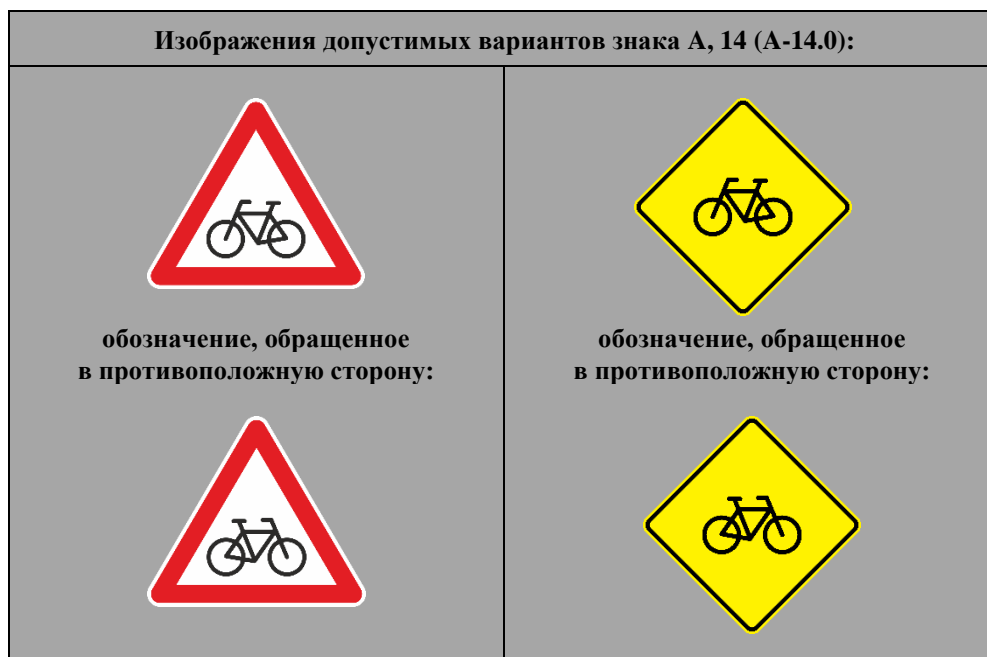 Изображения допустимых вариантов знака A, 14 (A-14.0):
обозначение, обращенное
в противоположную сторону:
обозначение, обращенное
в противоположную сторону: